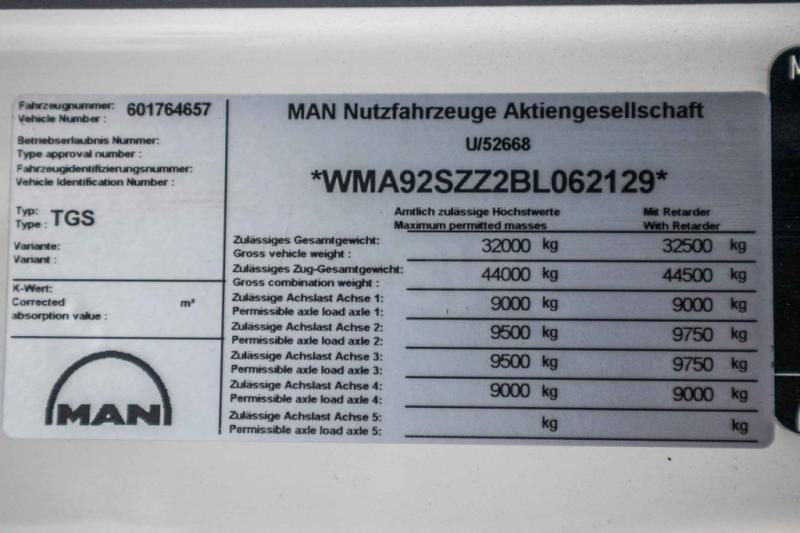 Fahrzeugnummer: 601764657
Vehicle Number :
Betriebserlaubnis Nummer:
Type approval number :
Fahrzeugidentifizierungsnummer:
Vehicle Identification Number :
Typ:
Type : TGS
Variante:
Variant :
K-Wert:
Corrected m³
absorption value :
MAN
MAN Nutzfahrzeuge Aktiengesellschaft
U/52668
*WMA92SZZ2BL062129*
Amtlich zulässige Höchstwerte Mit Retarder
Maximum permitted masses With Retarder
Zulässiges Gesamtgewicht: 32000 kg 32500 kg
Gross vehicle weight :
Zulässiges Zug-Gesamtgewicht: 44000 kg 44500 kg
Gross combination weight :
Zulässige Achslast Achse 1: 9000 kg 9000 kg
Permissible axle load axle 1:
Zulässige Achslast Achse 2: 9500 kg 9750 kg
Permissible axle load axle 2:
Zulässige Achslast Achse 3: 9500 kg 9750 kg
Permissible axle load axle 3:
Zulässige Achslast Achse 4: 9000 kg 9000 kg
Permissible axle load axle 4:
Zulässige Achslast Achse 5: kg kg
Permissible axle load axle 5: